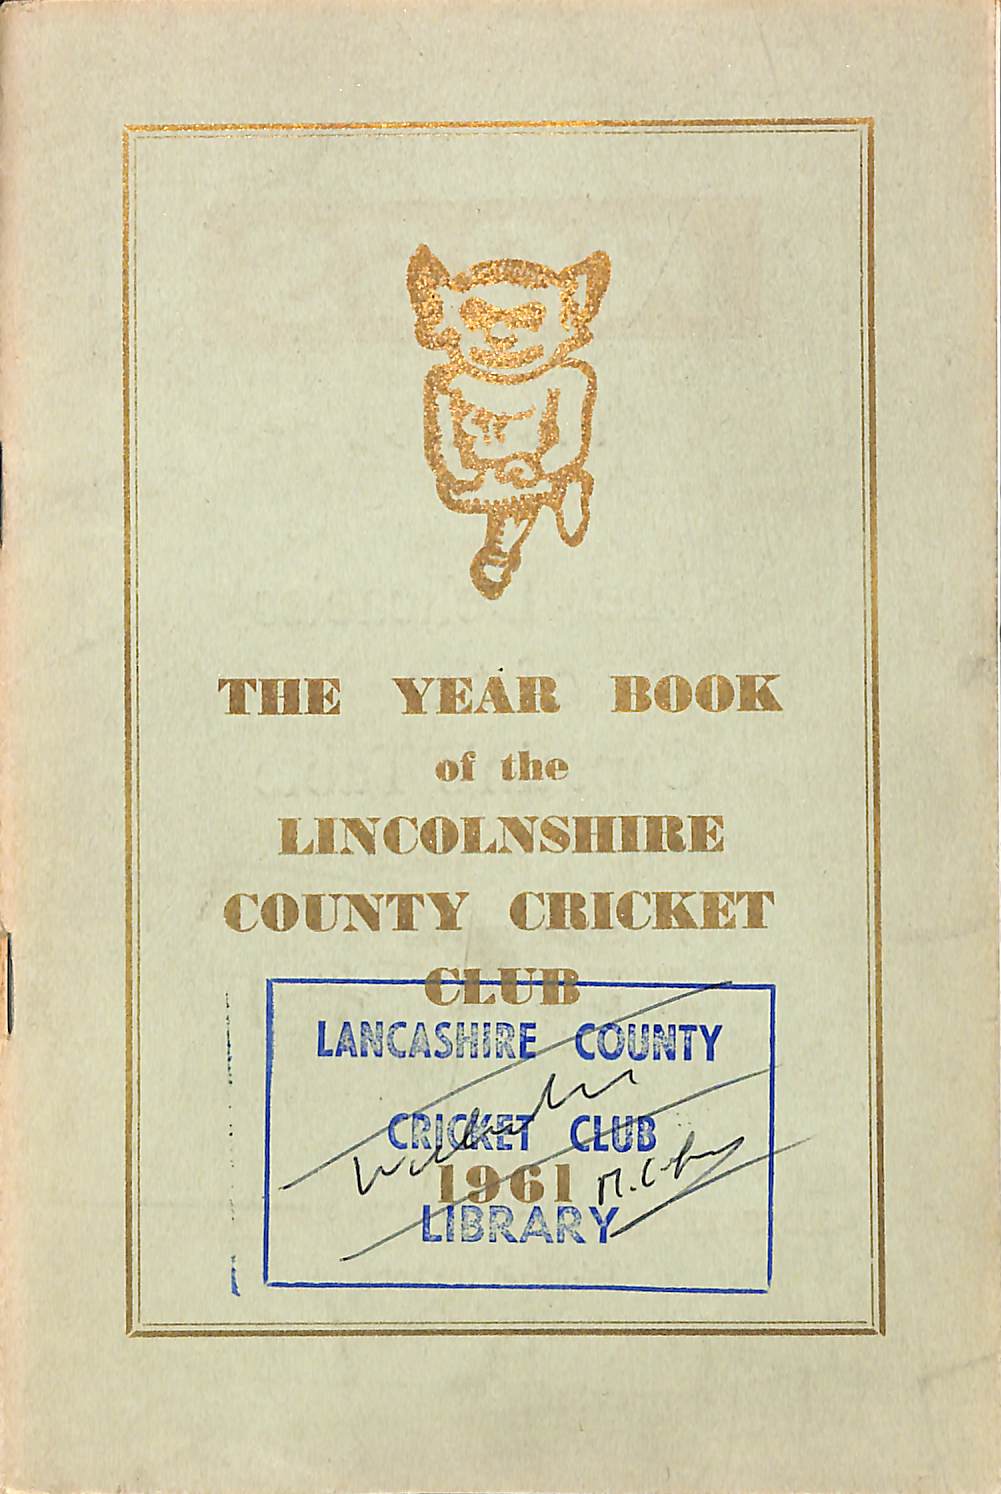 THE YEAR BOOK
of the
LINCOLNSHIRE
COUNTY CRICKET
CLUB
LANCASHIRE COUNTY
CRICKET CLUB
1961
LIBRARY